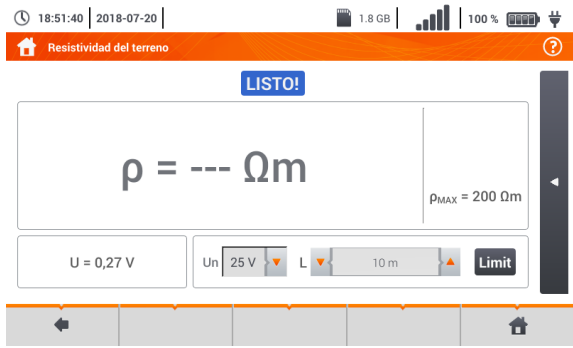 18:51:40 2018-07-20 1.8 GB 100 %
Resistividad del terreno ?
LISTO!
ρ = --- Ωm
ρMAX = 200 Ωm
U = 0,27 V
Un 25 V L 10 m Limit